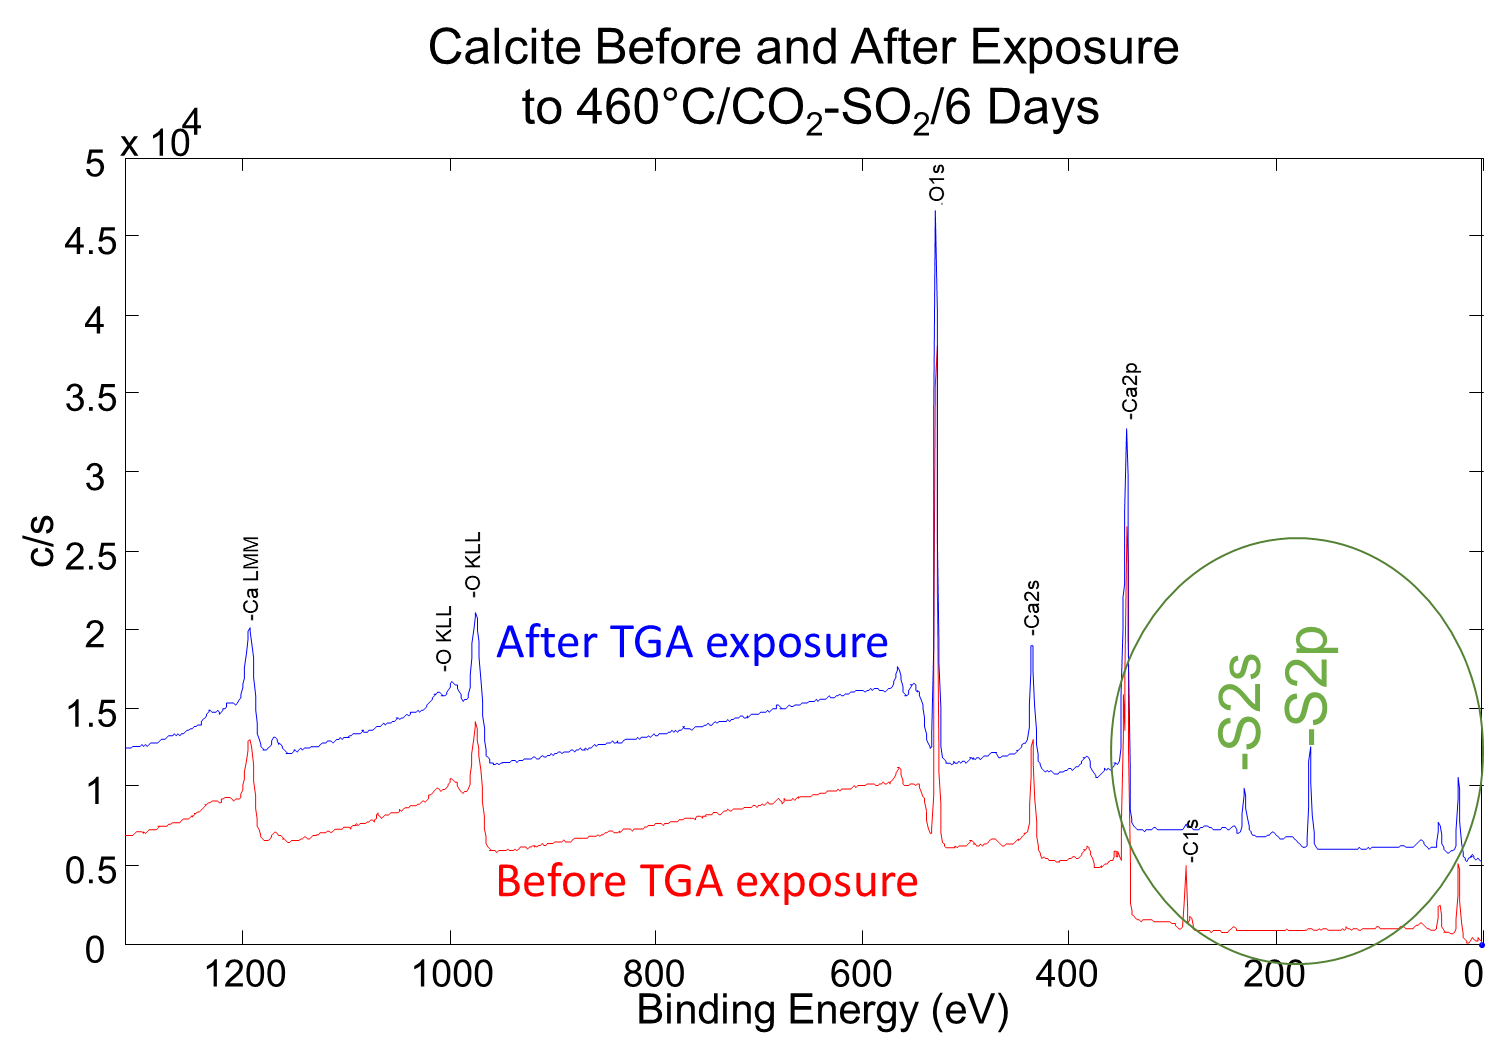 Calcite Before and After Exposure
to 460°C/CO₂-SO₂/6 Days
x 10⁴
5
4.5
4
3.5
3
2.5
2
1.5
1
0.5
0
c/s
-Ca LMM
-O KLL
-O KLL
.O1s
-Ca2s
-Ca2p
-C1s
-S2s
-S2p
After TGA exposure
Before TGA exposure
1200
1000
800
600
400
200
0
Binding Energy (eV)